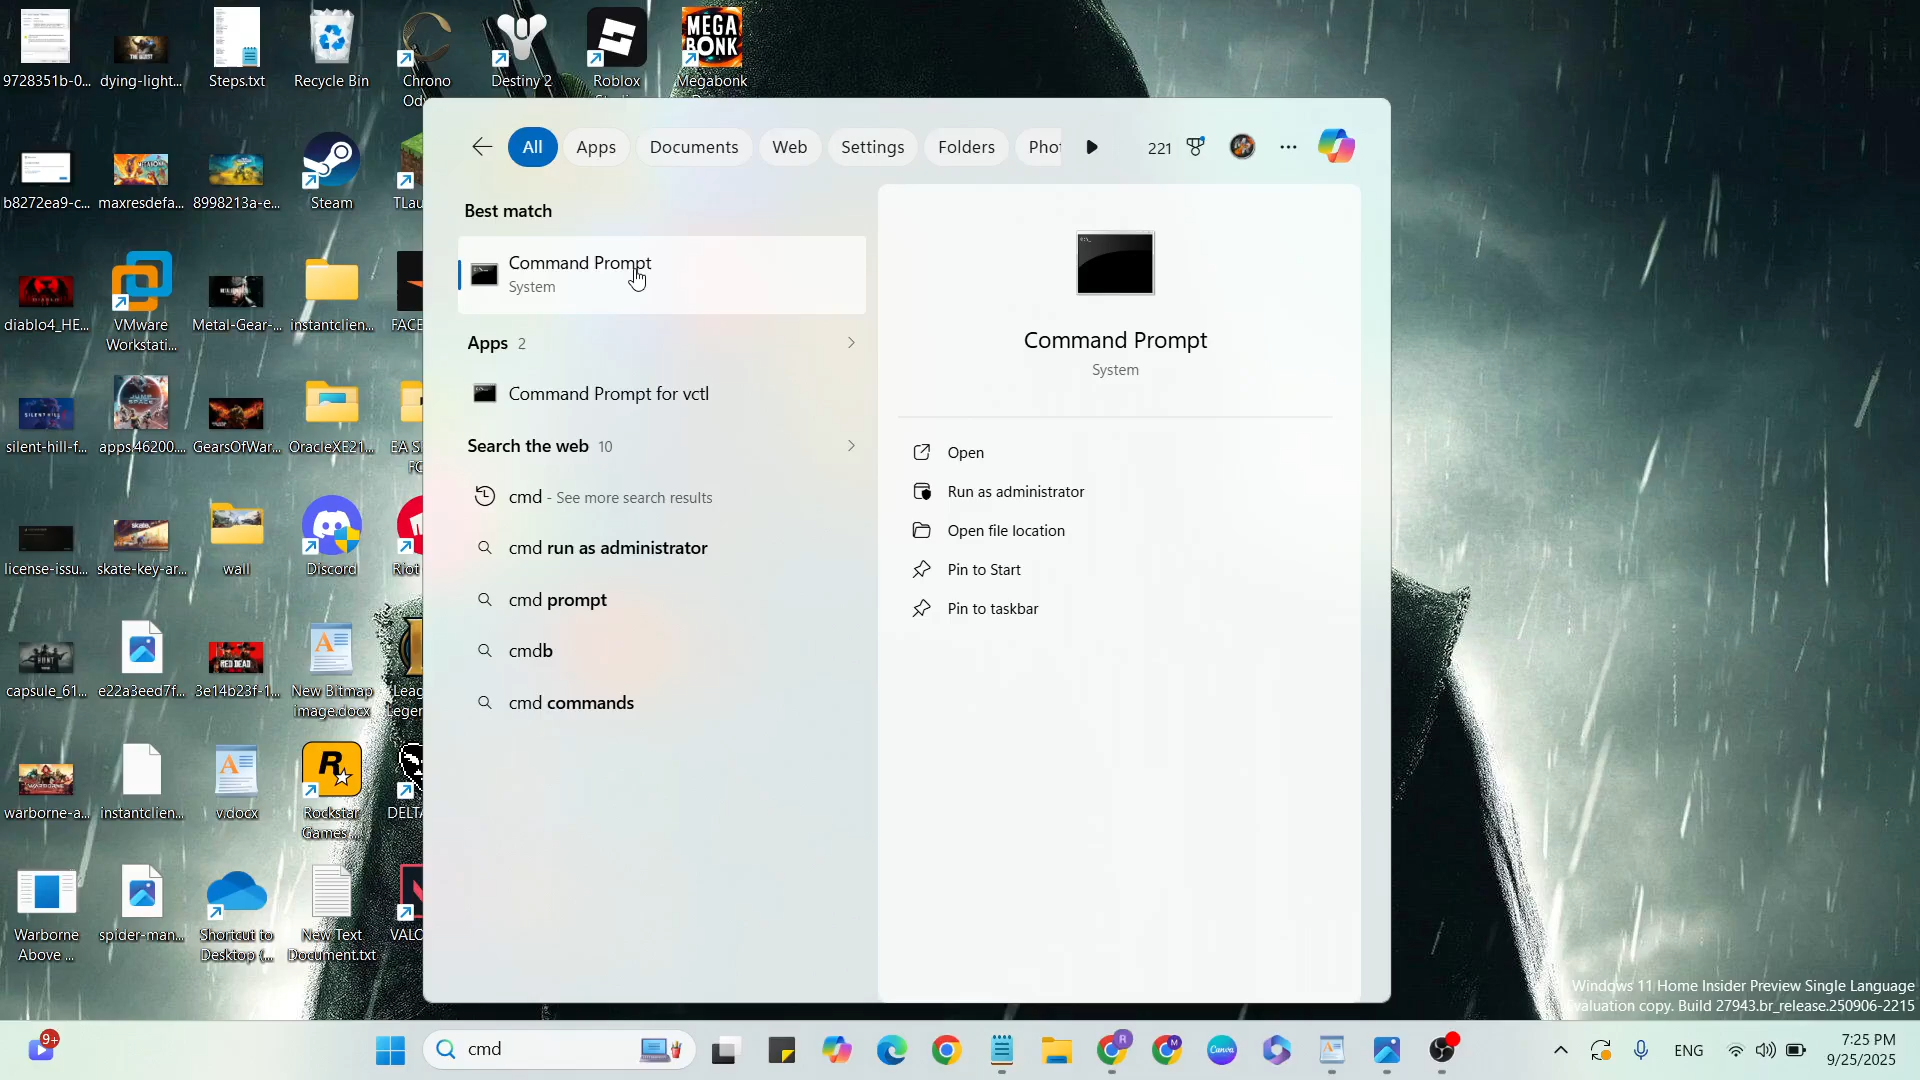 9728351b-0...
dying-light...
Steps.txt
Recycle Bin
Chrono
Destiny 2
Roblox
Megabonk
MEGA
BONK
b8272ea9-c...
maxresdefa...
8998213a-e...
Steam
diablo4_HE...
VMware
Workstati...
Metal-Gear-...
instantclien...
silent-hill-f...
apps.46200....
GearsOfWar...
OracleXE21...
license-issu...
skate-key-ar...
wall
Discord
Riot
capsule_61...
e22a3eed7f...
3e14b23f-1...
New Bitmap
image.docx
warborne-a...
instantclien...
v.docx
Rockstar
Games ...
Warborne
Above ...
spider-man...
Shortcut to
Desktop (...
New Text
Document.txt
All
Apps
Documents
Web
Settings
Folders
221
Best match
Command Prompt
System
Apps 2
Command Prompt for vctl
Search the web 10
cmd - See more search results
cmd run as administrator
cmd prompt
cmdb
cmd commands
Command Prompt
System
Open
Run as administrator
Open file location
Pin to Start
Pin to taskbar
Windows 11 Home Insider Preview Single Language
Evaluation copy. Build 27943.br_release.250906-2215
9+
cmd
R
M
Canva
ENG
7:25 PM
9/25/2025